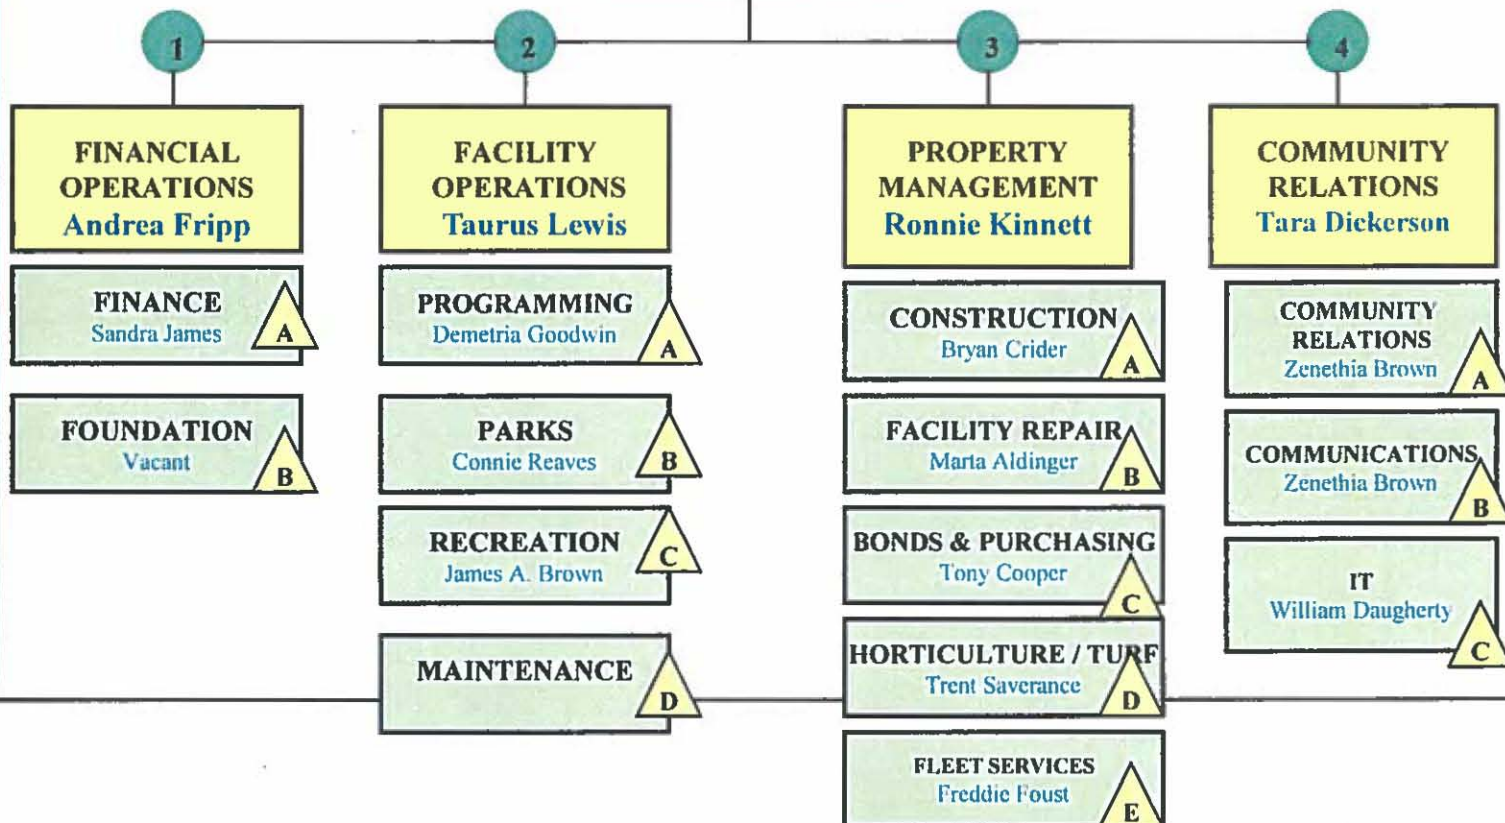 1
2
3
4
FINANCIAL
OPERATIONS
Andrea Fripp
FINANCE
Sandra James
A
FOUNDATION
Vacant
B
FACILITY
OPERATIONS
Taurus Lewis
PROGRAMMING
Demetria Goodwin
A
PARKS
Connie Reaves
B
RECREATION
James A. Brown
C
MAINTENANCE
D
PROPERTY
MANAGEMENT
Ronnie Kinnett
CONSTRUCTION
Bryan Crider
A
FACILITY REPAIR
Marta Aldinger
B
BONDS & PURCHASING
Tony Cooper
C
HORTICULTURE / TURF
Trent Saverance
D
FLEET SERVICES
Freddie Foust
E
COMMUNITY
RELATIONS
Tara Dickerson
COMMUNITY
RELATIONS
Zenethia Brown
A
COMMUNICATIONS
Zenethia Brown
B
IT
William Daugherty
C